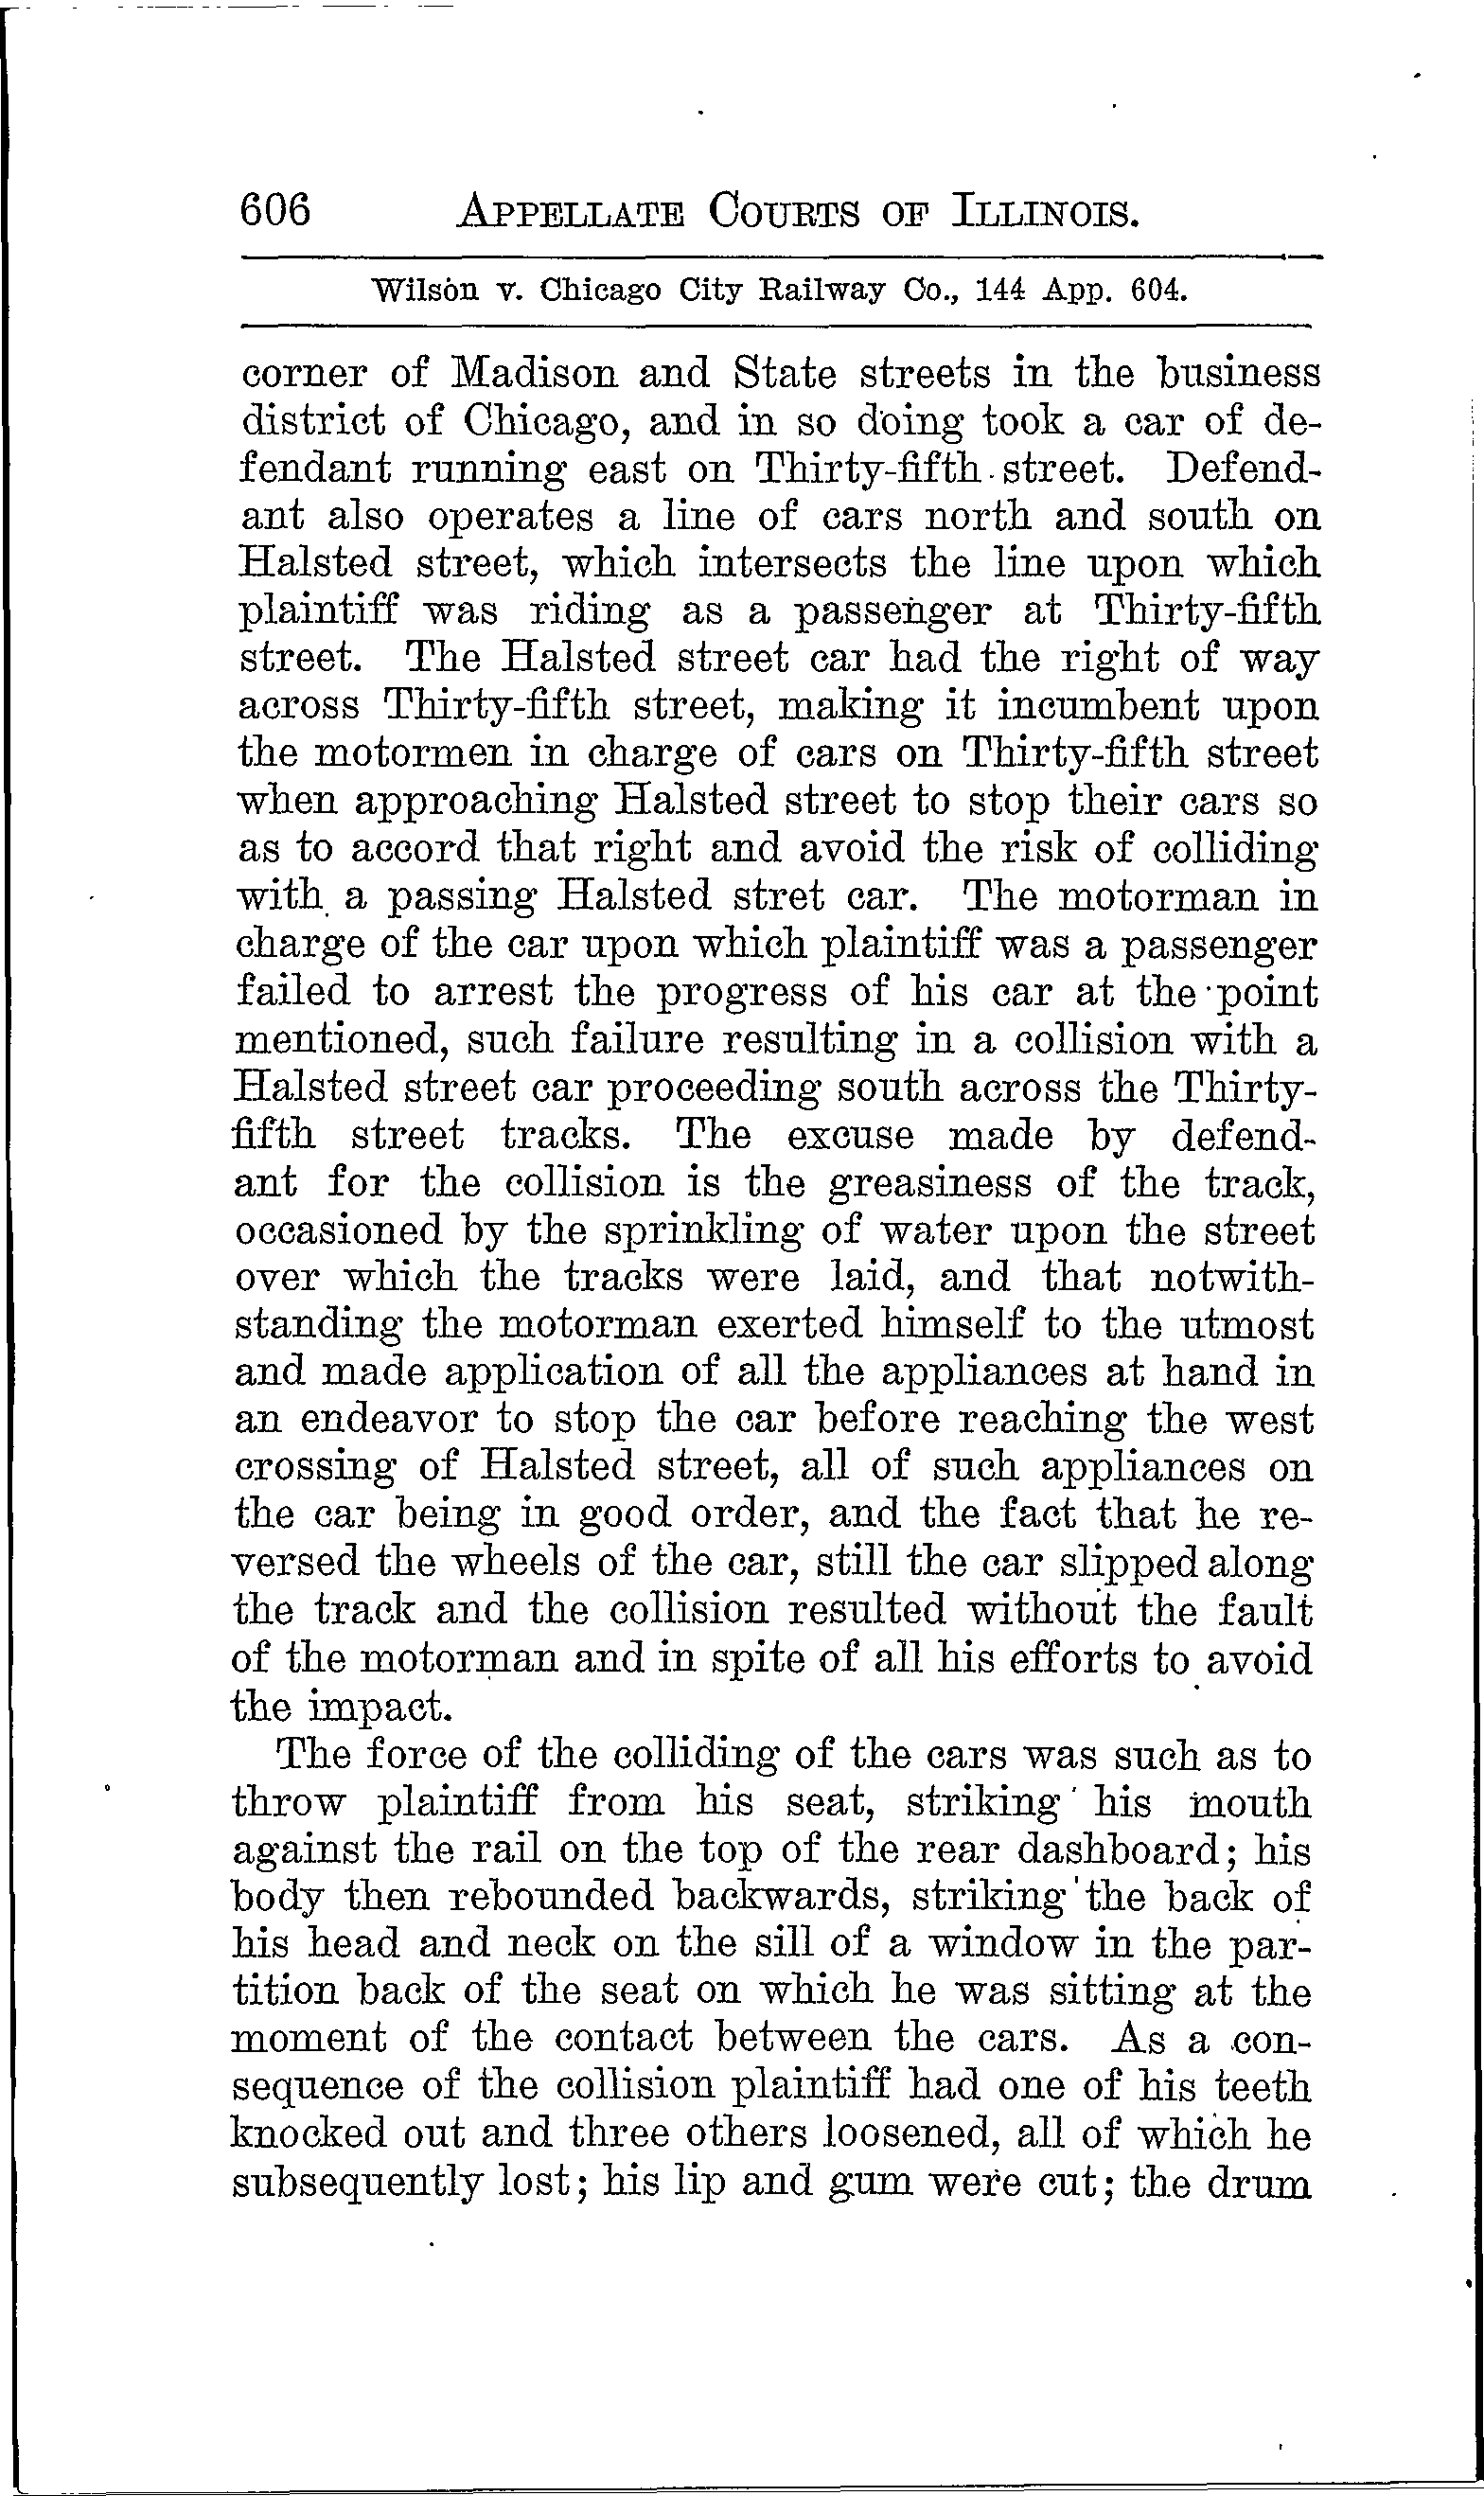 606 APPELLATE COURTS OF ILLINOIS.
Wilson v. Chicago City Railway Co., 144 App. 604.
corner of Madison and State streets in the business
district of Chicago, and in so doing took a car of de-
fendant running east on Thirty-fifth street. Defend-
ant also operates a line of cars north and south on
Halsted street, which intersects the line upon which
plaintiff was riding as a passenger at Thirty-fifth
street. The Halsted street car had the right of way
across Thirty-fifth street, making it incumbent upon
the motormen in charge of cars on Thirty-fifth street
when approaching Halsted street to stop their cars so
as to accord that right and avoid the risk of colliding
with a passing Halsted stret car. The motorman in
charge of the car upon which plaintiff was a passenger
failed to arrest the progress of his car at the point
mentioned, such failure resulting in a collision with a
Halsted street car proceeding south across the Thirty-
fifth street tracks. The excuse made by defend-
ant for the collision is the greasiness of the track,
occasioned by the sprinkling of water upon the street
over which the tracks were laid, and that notwith-
standing the motorman exerted himself to the utmost
and made application of all the appliances at hand in
an endeavor to stop the car before reaching the west
crossing of Halsted street, all of such appliances on
the car being in good order, and the fact that he re-
versed the wheels of the car, still the car slipped along
the track and the collision resulted without the fault
of the motorman and in spite of all his efforts to avoid
the impact.
The force of the colliding of the cars was such as to
throw plaintiff from his seat, striking his mouth
against the rail on the top of the rear dashboard; his
body then rebounded backwards, striking the back of
his head and neck on the sill of a window in the par-
tition back of the seat on which he was sitting at the
moment of the contact between the cars. As a con-
sequence of the collision plaintiff had one of his teeth
knocked out and three others loosened, all of which he
subsequently lost; his lip and gum were cut; the drum